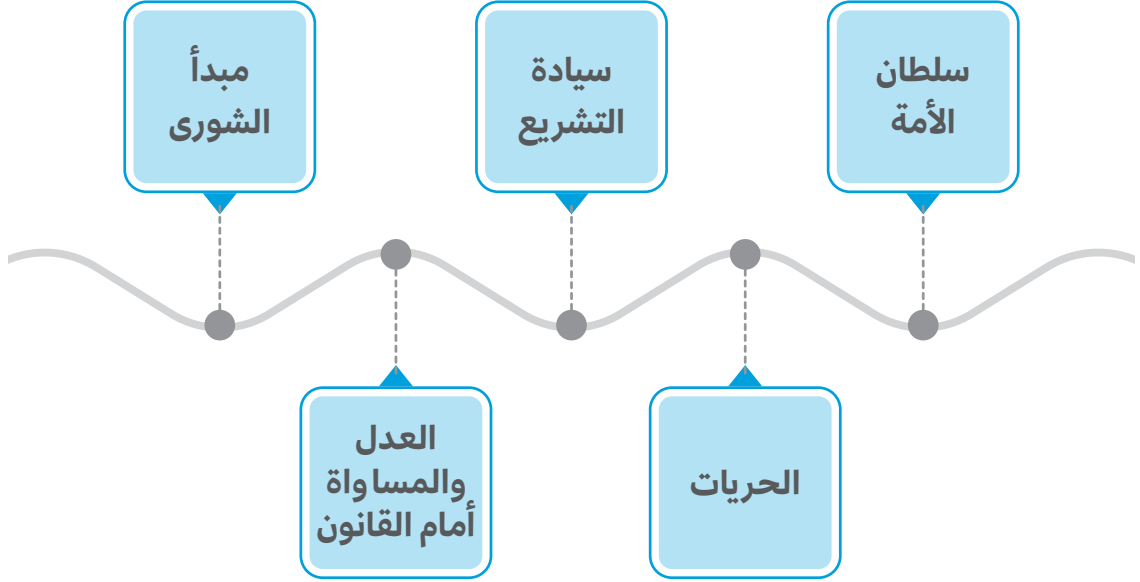 سلطان
الأمة
سيادة
التشريع
مبدأ
الشورى
الحريات
العدل
والمساواة
أمام القانون